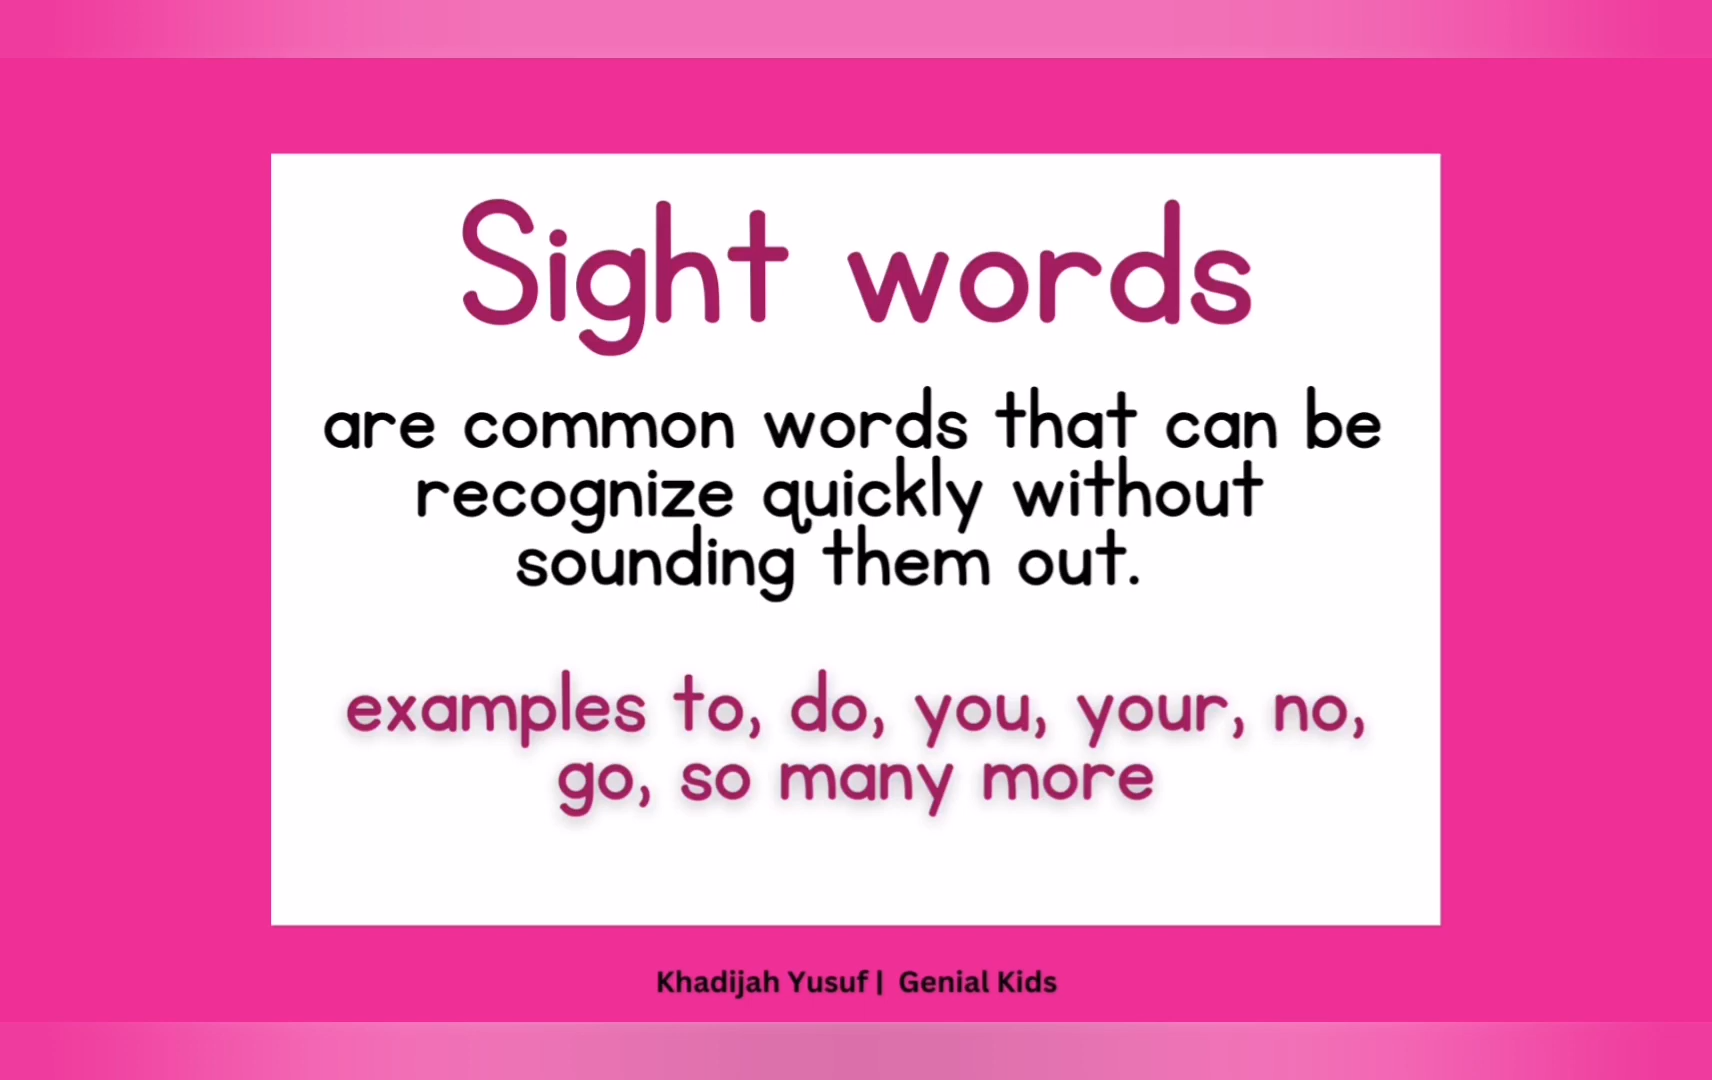 Sight words
are common words that can be
recognize quickly without
sounding them out.
examples to, do, you, your, no,
go, so many more
Khadijah Yusuf | Genial Kids